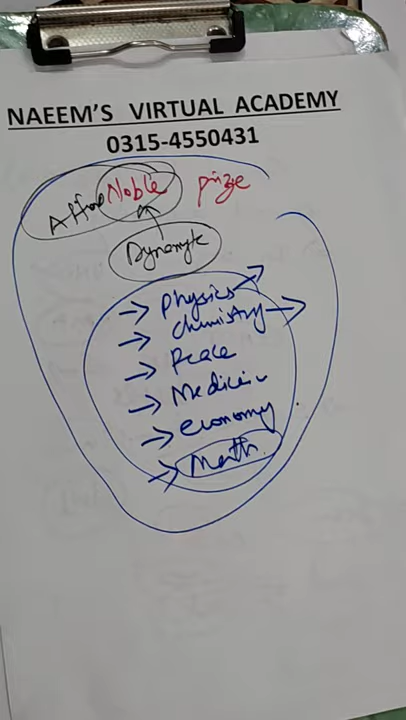 NAEEM'S VIRTUAL ACADEMY
0315-4550431
Noble prize
Dynamyte
→ Physics
→ Chemistry
→ Peace
→ Medicin
→ economy
→ Math